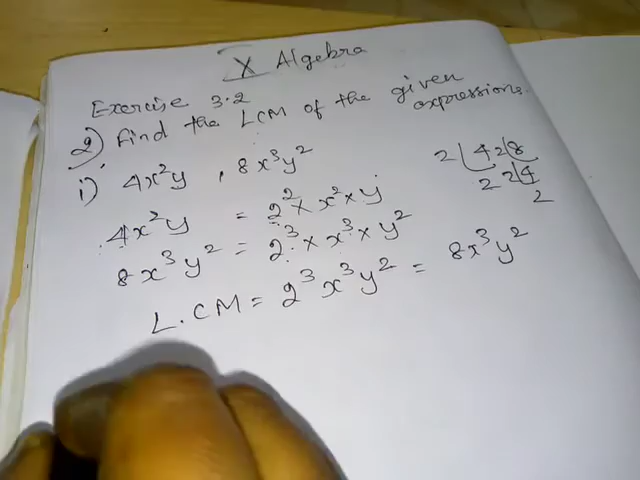 X Algebra
Exercise 3.2
2) Find the LCM of the given expressions.
i) 4x²y , 8x³y²
4x²y = 2² × x² × y
8x³y² = 2³ × x³ × y²
L.CM = 2³ x³ y² = 8x³y²
2 4 2 8
2 2 4
2